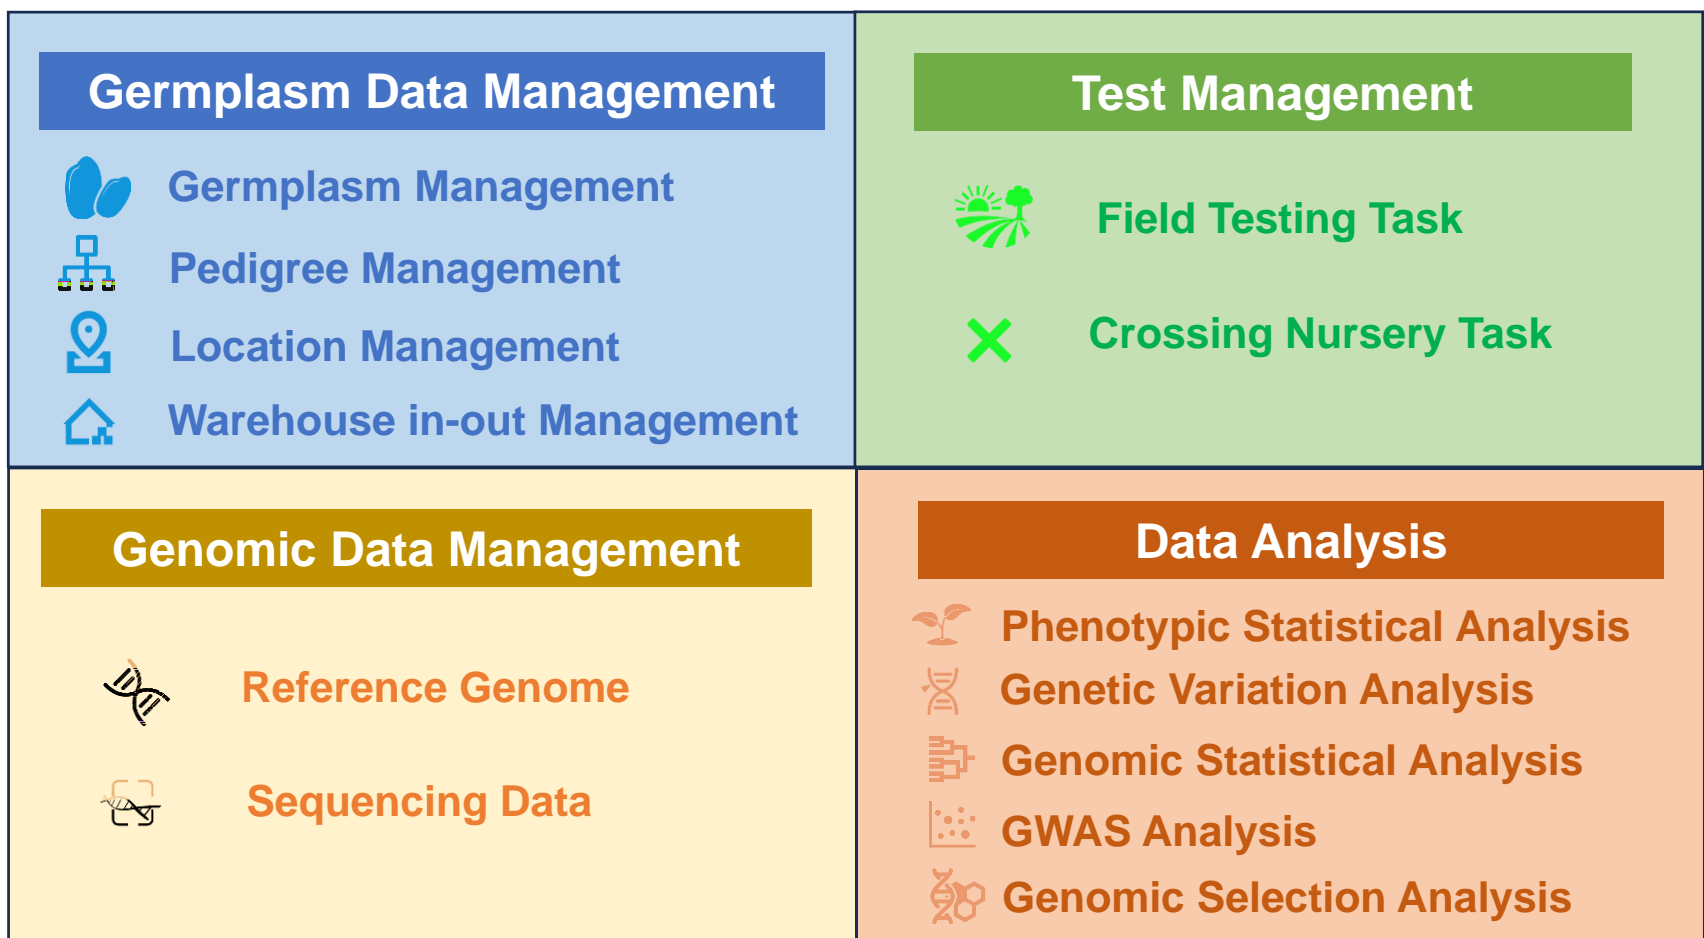 Germplasm Data Management
Germplasm Management
Pedigree Management
Location Management
Warehouse in-out Management
Test Management
Field Testing Task
Crossing Nursery Task
Genomic Data Management
Reference Genome
Sequencing Data
Data Analysis
Phenotypic Statistical Analysis
Genetic Variation Analysis
Genomic Statistical Analysis
GWAS Analysis
Genomic Selection Analysis